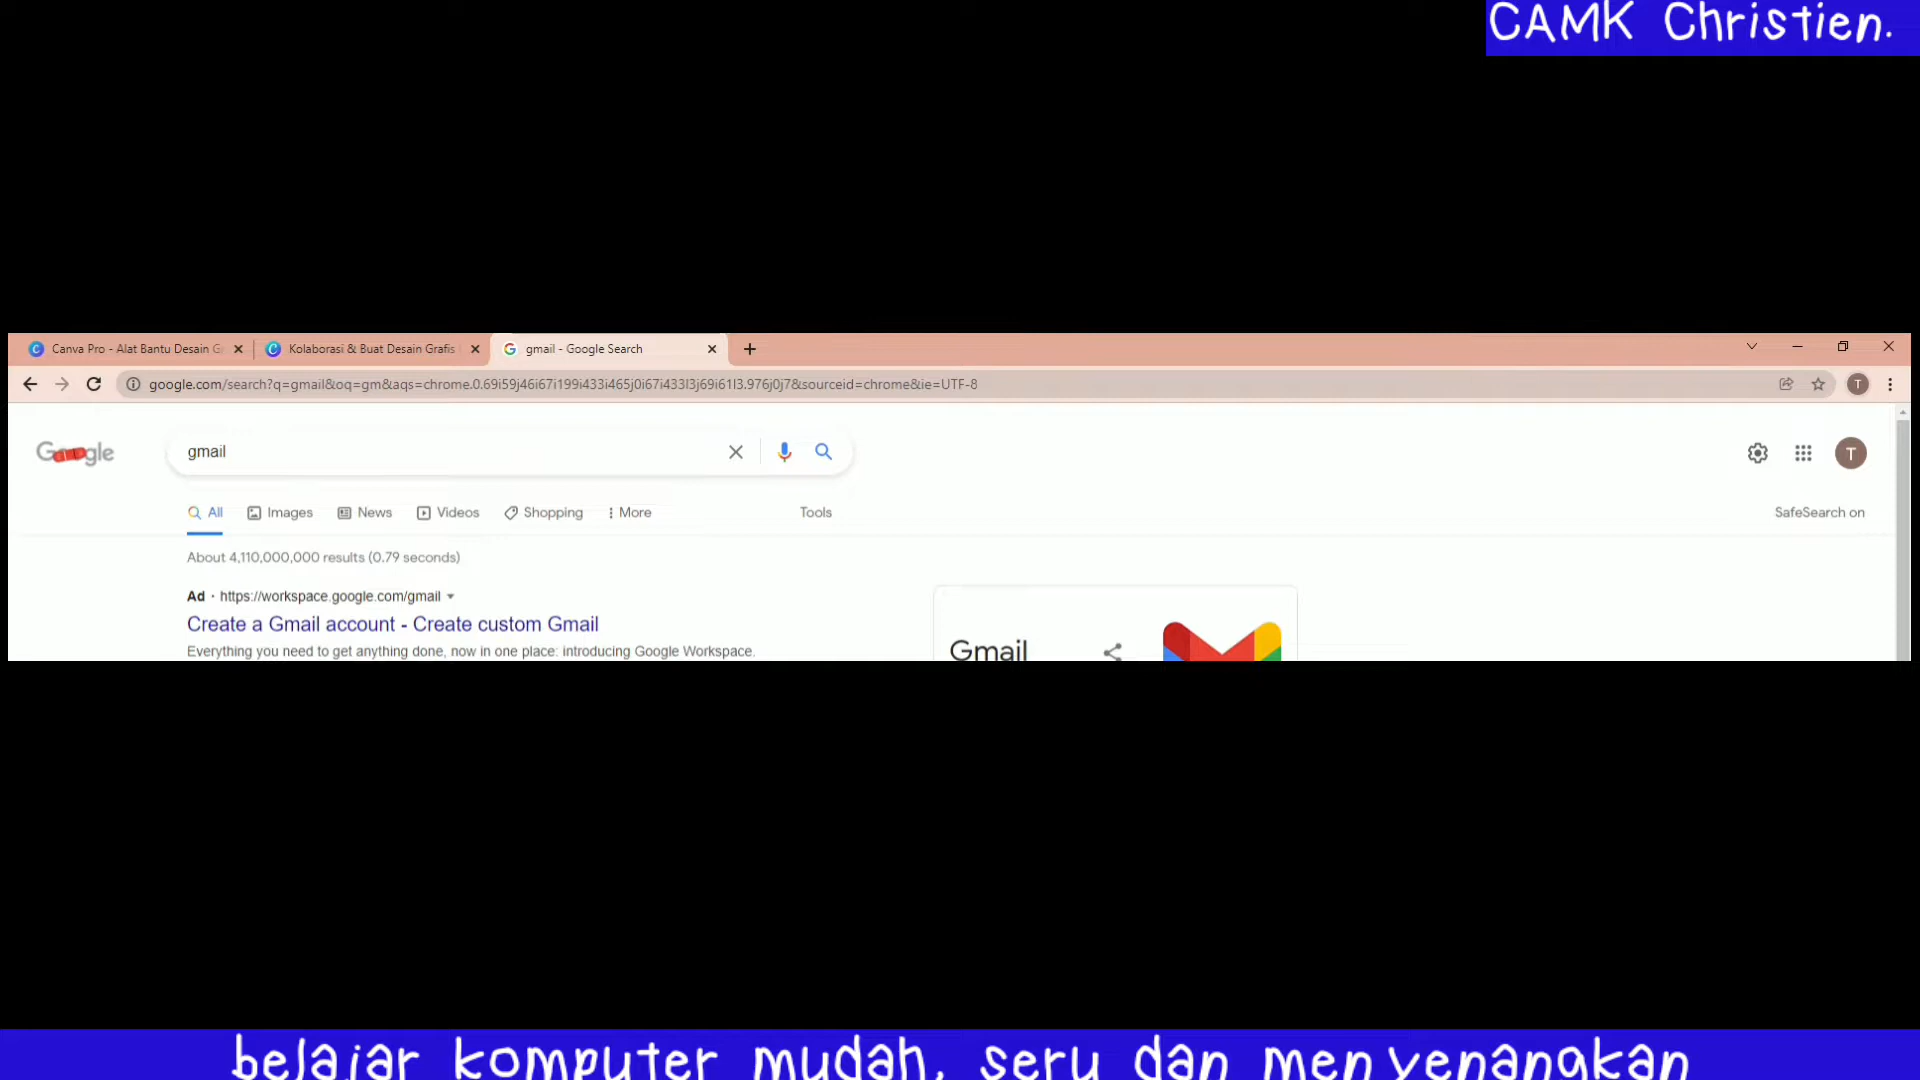 CAMK Christien.
Canva Pro - Alat Bantu Desain G
Kolaborasi & Buat Desain Grafis
gmail - Google Search
google.com/search?q=gmail&oq=gm&aqs=chrome.0.69i59j46i67i199i433i465j0i67i433l3j69i61l3.976j0j7&sourceid=chrome&ie=UTF-8
T
Google
gmail
T
All
Images
News
Videos
Shopping
More
Tools
SafeSearch on
About 4,110,000,000 results (0.79 seconds)
Ad · https://workspace.google.com/gmail
Create a Gmail account - Create custom Gmail
Everything you need to get anything done, now in one place: introducing Google Workspace.
Gmail
belajar komputer mudah, seru dan menyenangkan